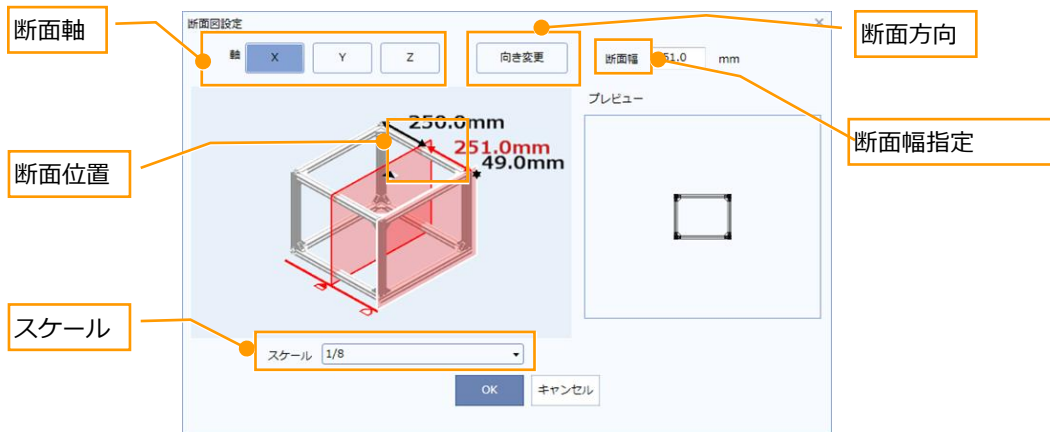 断面軸
断面図設定
×
断面方向
軸
X
Y
Z
向き変更
断面幅
51.0
mm
プレビュー
断面幅指定
250.0mm
251.0mm
49.0mm
断面位置
スケール
スケール
1/8
OK
キャンセル